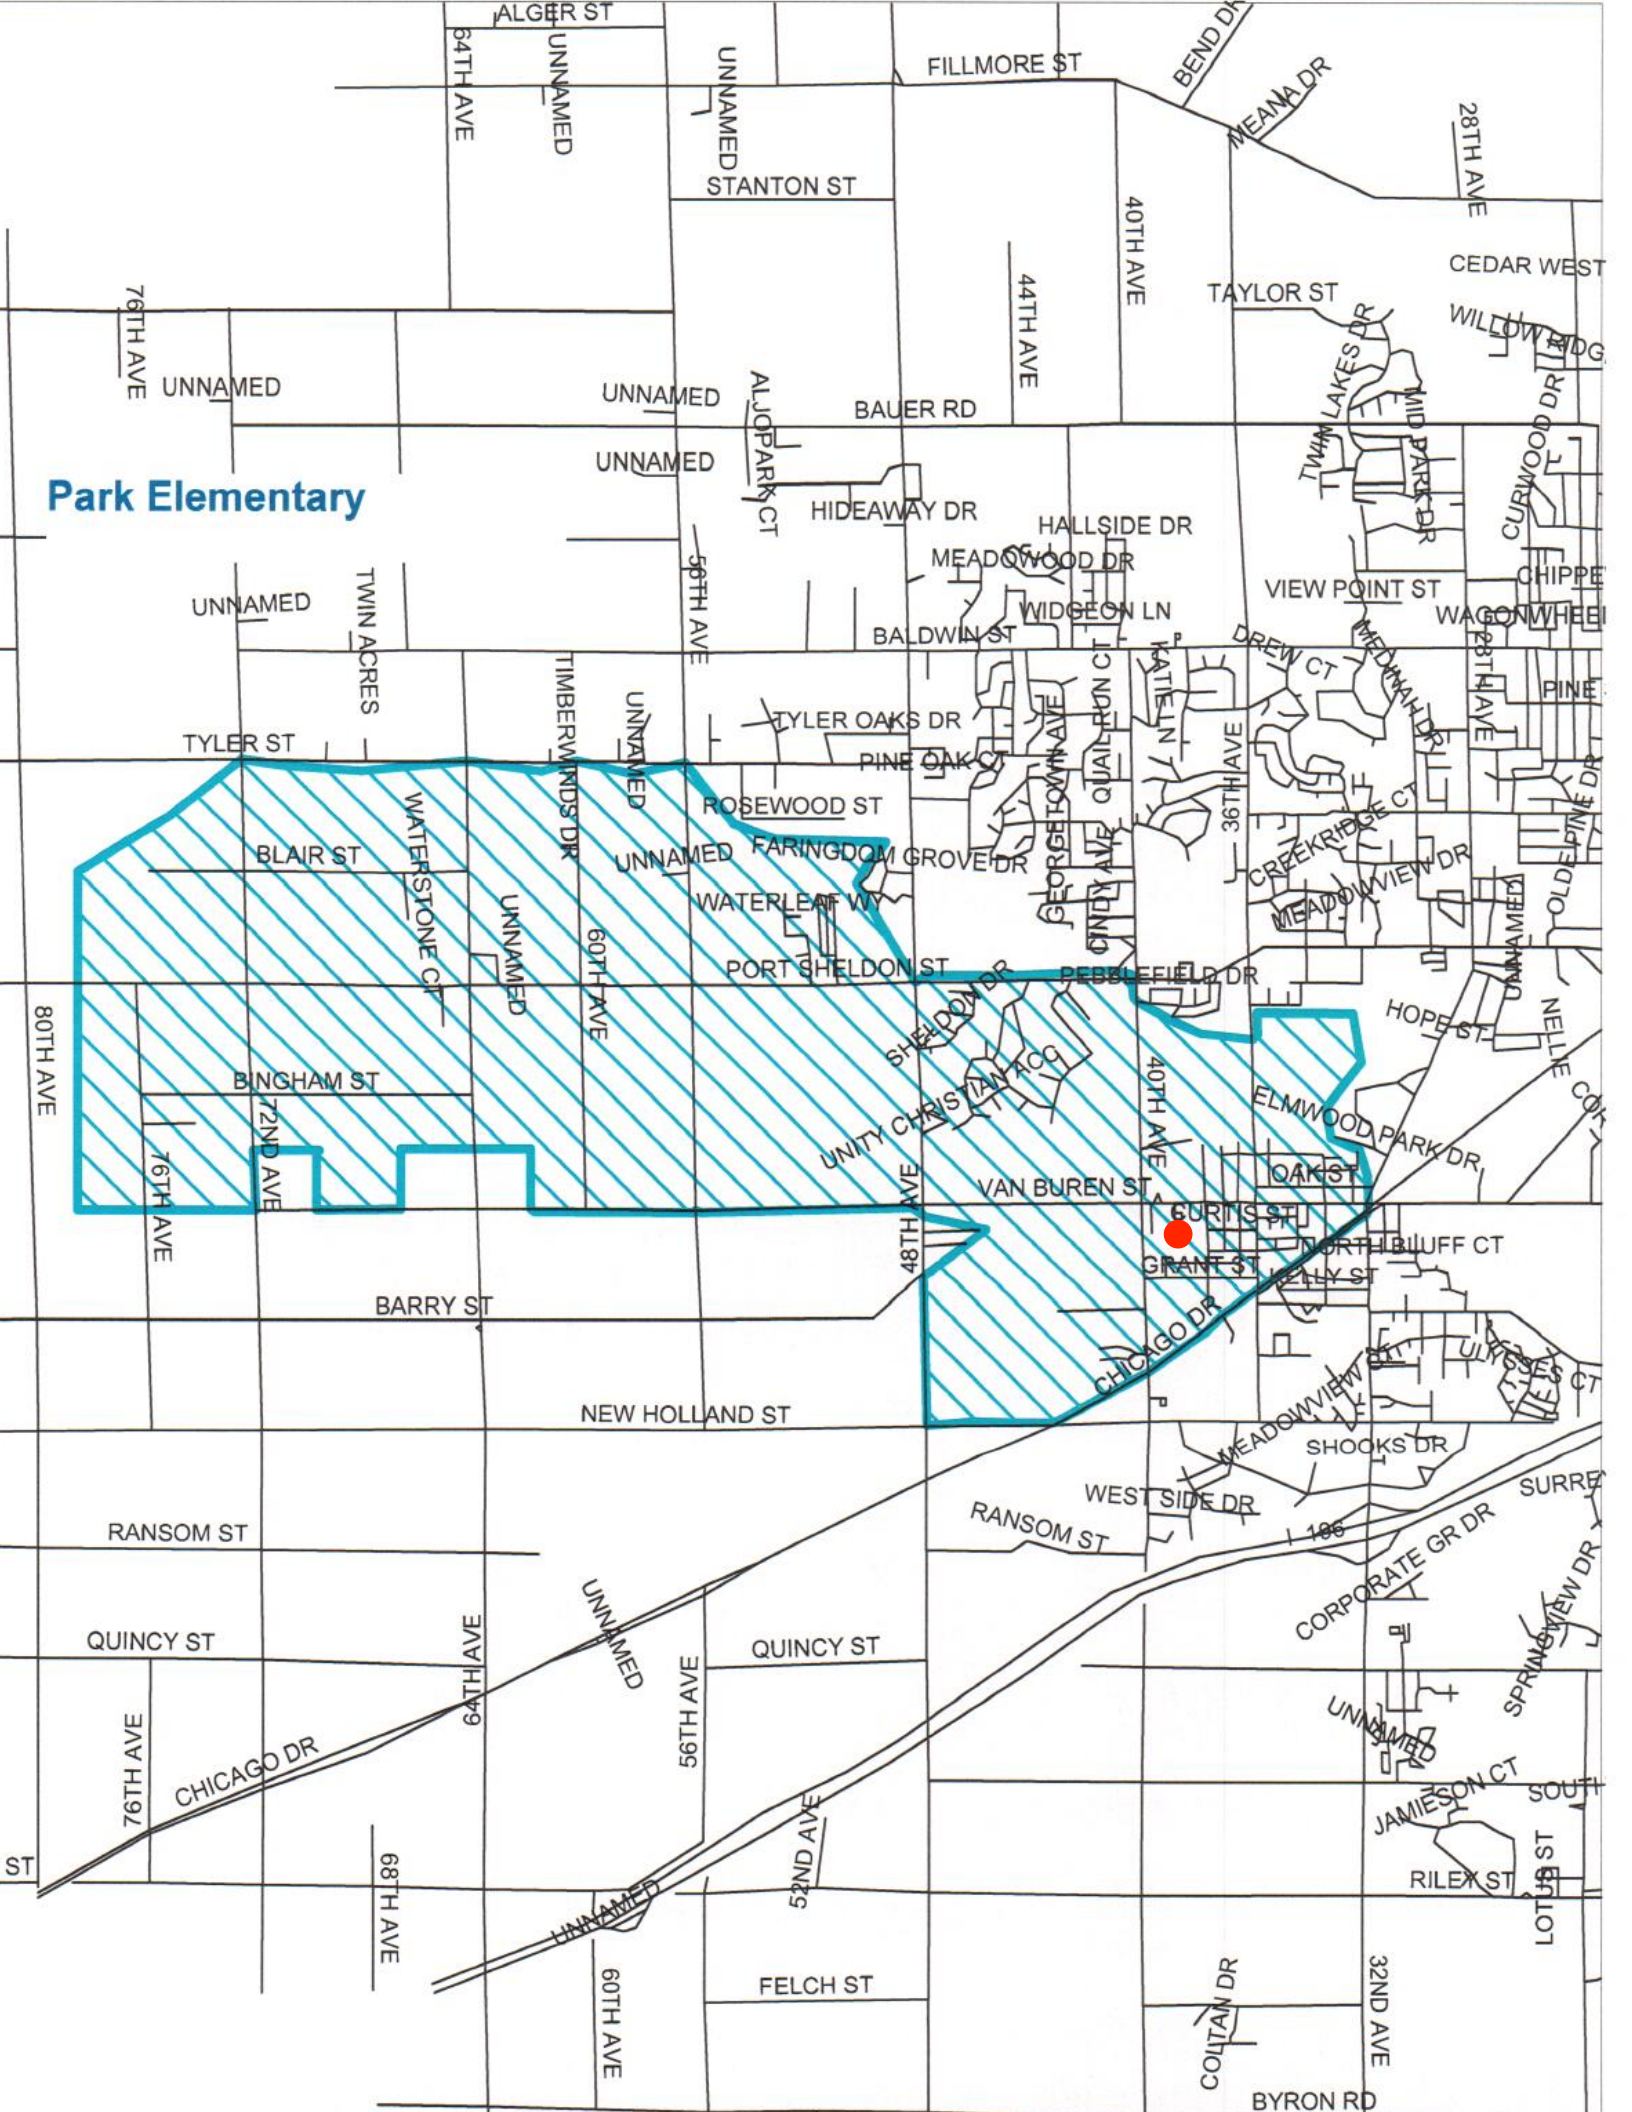 ALGER ST
64TH AVE
UNNAMED
UNNAMED
FILLMORE ST
BEND DR
MEANA DR
28TH AVE
STANTON ST
40TH AVE
CEDAR WEST
76TH AVE
44TH AVE
TAYLOR ST
TWIN LAKES DR
UNNAMED
UNNAMED
ALJOPARK CT
BAUER RD
MID PARK DR
CURWOOD DR
UNNAMED
Park Elementary
HIDEAWAY DR
HALLSIDE DR
MEADOWOOD DR
56TH AVE
VIEW POINT ST
UNNAMED
TWIN ACRES
WIDGEON LN
BALDWIN ST
DREW CT
MEDINAH DR
28TH AVE
KATIE LN
QUAIL RUN CT
TIMBERWINDS DR
UNNAMED
PINE
TYLER ST
TYLER OAKS DR
PINE OAK CT
GEORGETOWN AVE
36TH AVE
ROSEWOOD ST
WATERSTONE CT
BLAIR ST
UNNAMED
FARINGDOM GROVE DR
CINDY AVE
CREEKRIDGE CT
MEADOWVIEW DR
OLDE PINE DR
WATERLEAF WY
UNNAMED
UNNAMED
60TH AVE
PORT SHELDON ST
PEBBLEFIELD DR
SHELDON DR
HOPE ST
NELLE
80TH AVE
BINGHAM ST
UNITY CHRISTIAN ACC
40TH AVE
ELMWOOD PARK DR
72ND AVE
76TH AVE
48TH AVE
VAN BUREN ST
OAK ST
CURTIS ST
NORTH BLUFF CT
GRANT ST
KELLY ST
BARRY ST
CHICAGO DR
ULYSSES CT
MEADOWVIEW CT
NEW HOLLAND ST
SHOOKS DR
WEST SIDE DR
RANSOM ST
RANSOM ST
I 196
CORPORATE GR DR
SPRINGVIEW DR
UNNAMED
64TH AVE
QUINCY ST
QUINCY ST
56TH AVE
76TH AVE
CHICAGO DR
UNNAMED
JAMIESON CT
52ND AVE
ST
68TH AVE
RILEY ST
LOTUS ST
UNNAMED
60TH AVE
FELCH ST
COLTAN DR
32ND AVE
BYRON RD